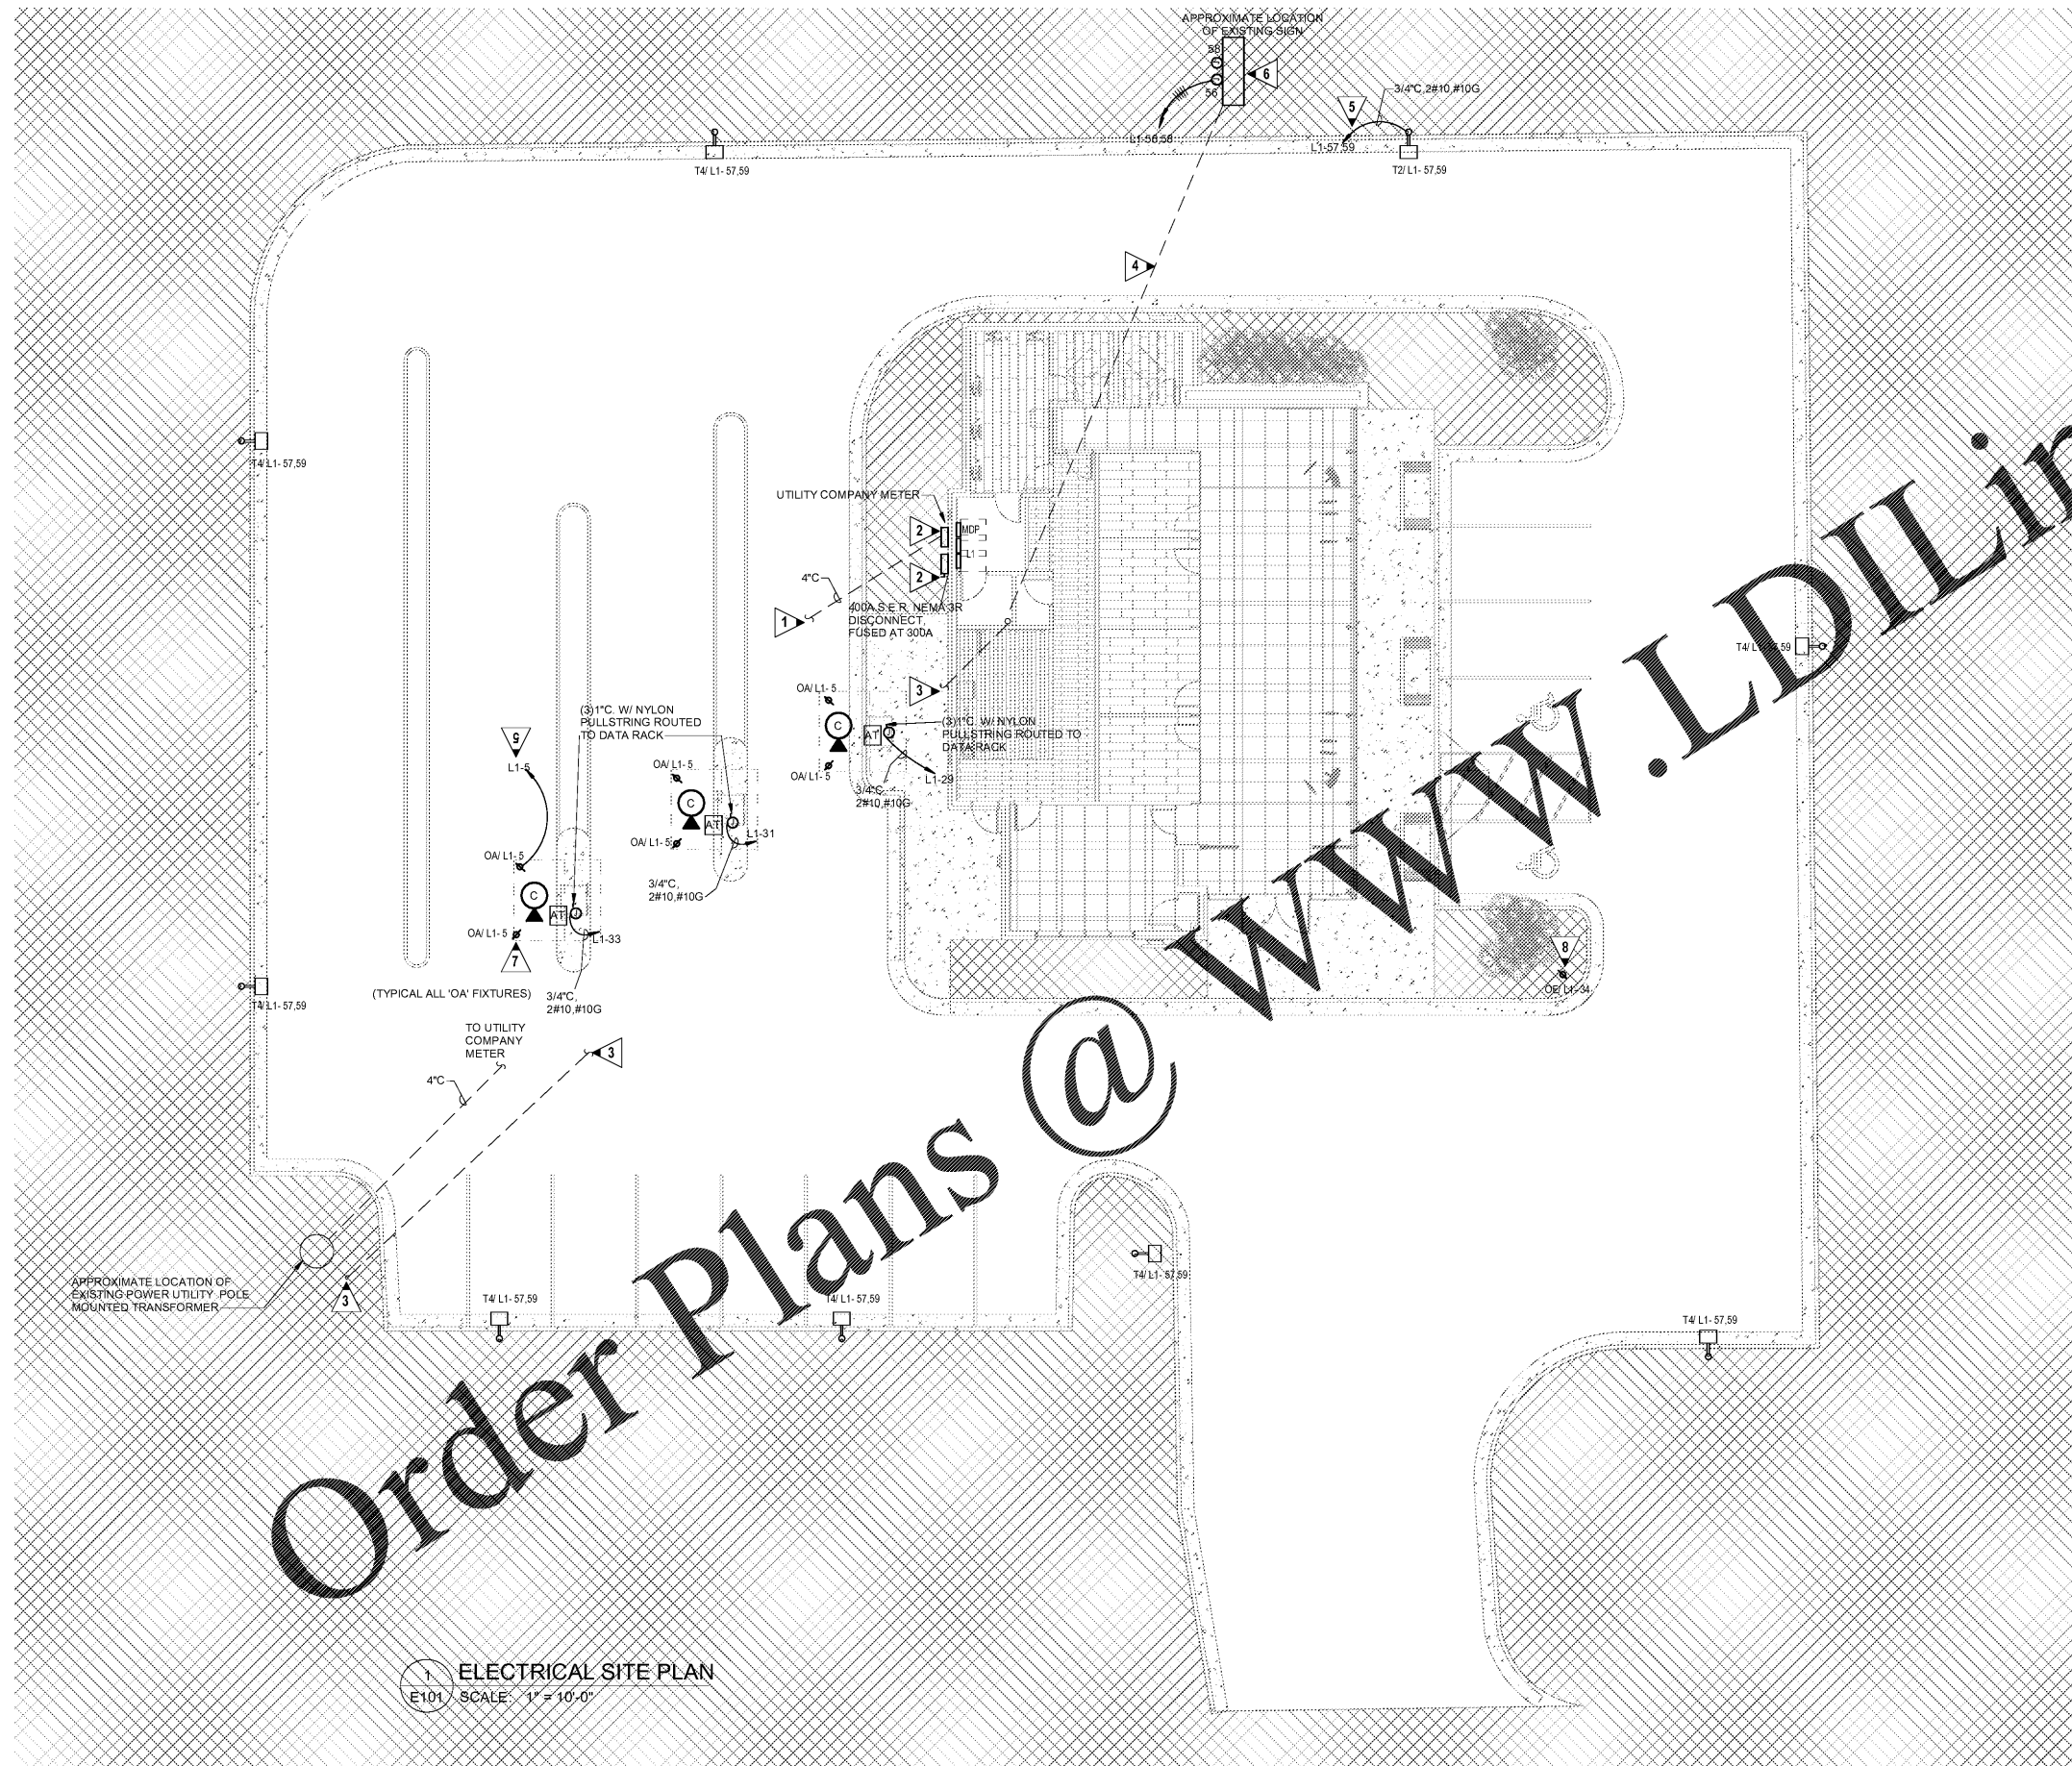 APPROXIMATE LOCATION
OF EXISTING SIGN
58
56
6
L1-56,58
5
3/4"C,2#10,#10G
L1-57,59
T4/ L1- 57,59
T2/ L1- 57,59
4
T4/ L1- 57,59
UTILITY COMPANY METER
2
MDP
L1
2
4"C
1
400A S.E.R. NEMA 3R
DISCONNECT,
FUSED AT 300A
T4/ L1- 57,59
3
OA/ L1- 5
C
AT
J
(3)1"C. W/ NYLON
PULLSTRING ROUTED TO
DATA RACK
OA/ L1- 5
L1-29
3/4"C,
2#10,#10G
(3)1"C. W/ NYLON
PULLSTRING ROUTED
TO DATA RACK
5
L1-5
OA/ L1- 5
C
AT
J
L1-31
OA/ L1- 5
3/4"C,
2#10,#10G
OA/ L1- 5
C
AT
J
OA/ L1- 5
L1-33
7
(TYPICAL ALL 'OA' FIXTURES)
3/4"C,
2#10,#10G
8
OE/ L1-34
T4/ L1- 57,59
TO UTILITY
COMPANY
METER
3
4"C
APPROXIMATE LOCATION OF
EXISTING POWER UTILITY POLE
MOUNTED TRANSFORMER
3
T4/ L1- 57,59
T4/ L1- 57,59
T4/ L1- 57,59
T4/ L1- 57,59
Order Plans @ WWW.LDILin
1
E101
ELECTRICAL SITE PLAN
SCALE: 1" = 10'-0"